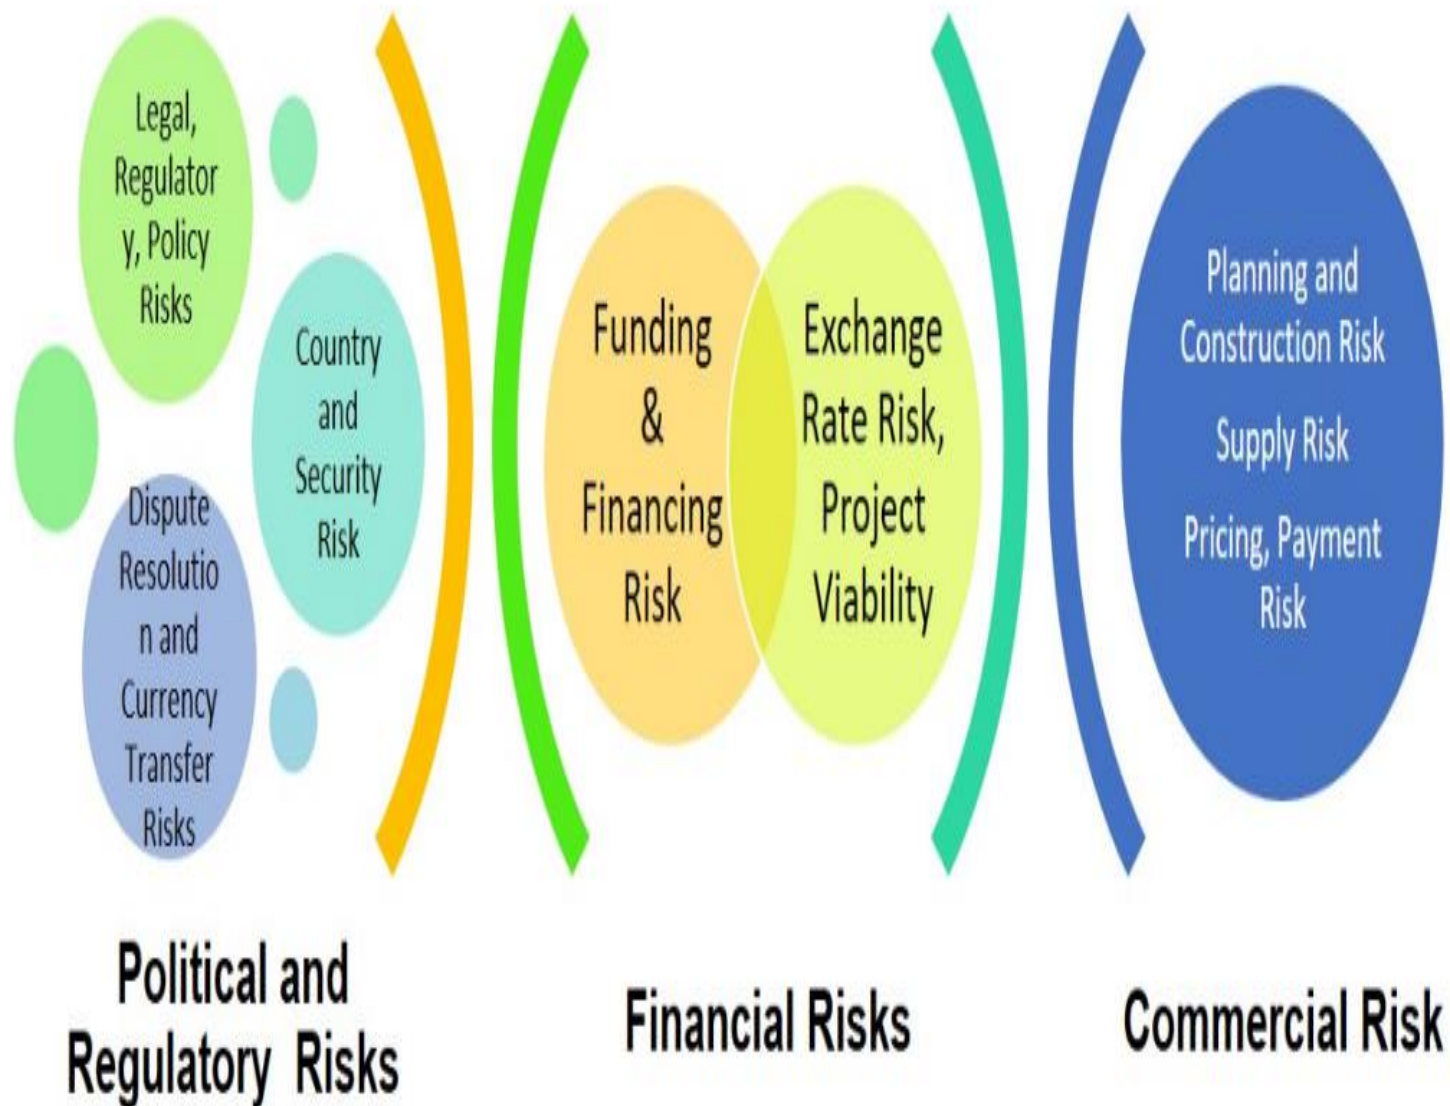 Legal,
Regulator
y, Policy
Risks
Country
and
Security
Risk
Dispute
Resolutio
n and
Currency
Transfer
Risks
Political and
Regulatory Risks
Funding
&
Financing
Risk
Exchange
Rate Risk,
Project
Viability
Financial Risks
Planning and
Construction Risk
Supply Risk
Pricing, Payment
Risk
Commercial Risk